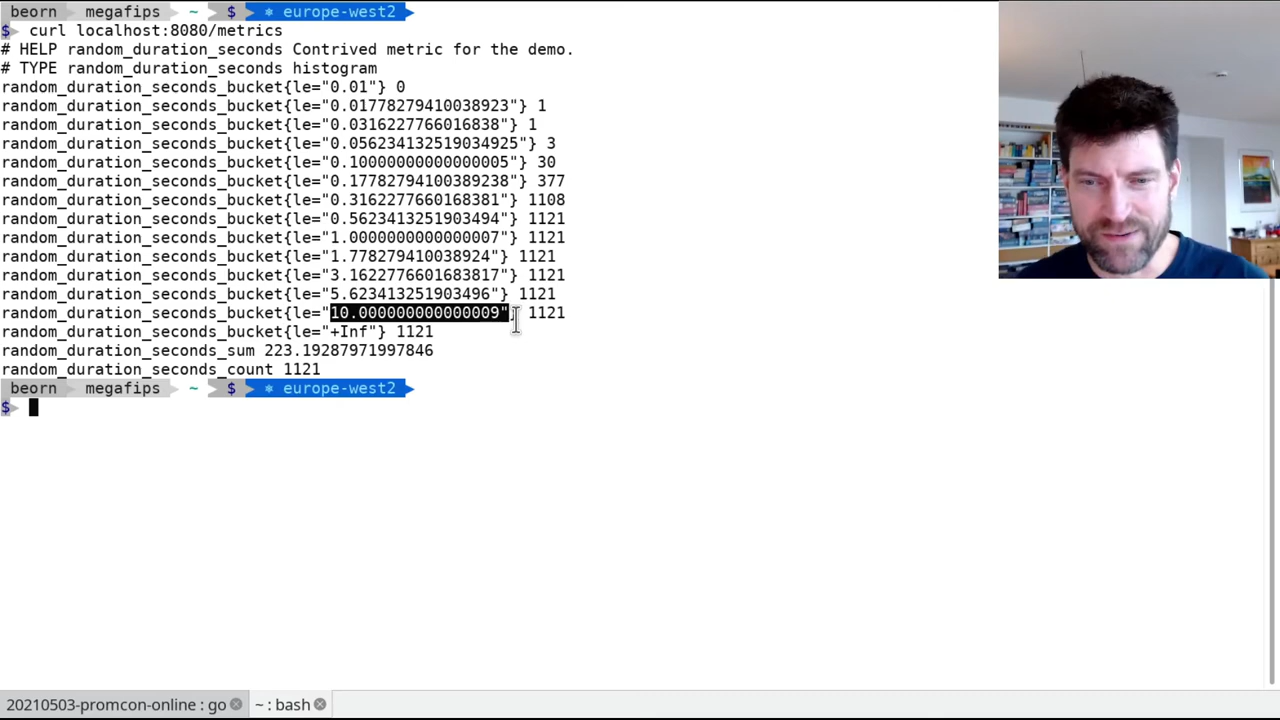 beorn megafips ~ $ ⎈ europe-west2
$ curl localhost:8080/metrics
# HELP random_duration_seconds Contrived metric for the demo.
# TYPE random_duration_seconds histogram
random_duration_seconds_bucket{le="0.01"} 0
random_duration_seconds_bucket{le="0.01778279410038923"} 1
random_duration_seconds_bucket{le="0.0316227766016838"} 1
random_duration_seconds_bucket{le="0.056234132519034925"} 3
random_duration_seconds_bucket{le="0.10000000000000005"} 30
random_duration_seconds_bucket{le="0.17782794100389238"} 377
random_duration_seconds_bucket{le="0.3162277660168381"} 1108
random_duration_seconds_bucket{le="0.5623413251903494"} 1121
random_duration_seconds_bucket{le="1.0000000000000007"} 1121
random_duration_seconds_bucket{le="1.778279410038924"} 1121
random_duration_seconds_bucket{le="3.1622776601683817"} 1121
random_duration_seconds_bucket{le="5.623413251903496"} 1121
random_duration_seconds_bucket{le="10.000000000000009"} 1121
random_duration_seconds_bucket{le="+Inf"} 1121
random_duration_seconds_sum 223.19287971997846
random_duration_seconds_count 1121
beorn megafips ~ $ ⎈ europe-west2
$
20210503-promcon-online : go ~ : bash